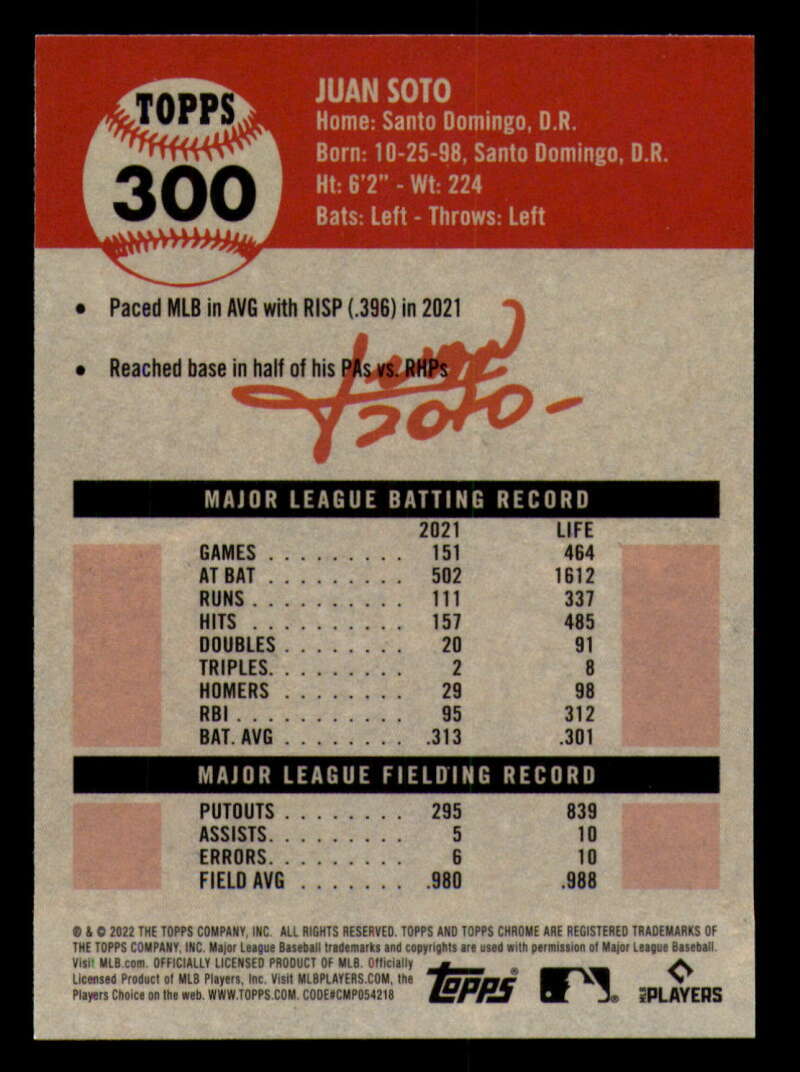 TOPPS
300
JUAN SOTO
Home: Santo Domingo, D.R.
Born: 10-25-98, Santo Domingo, D.R.
Ht: 6'2" - Wt: 224
Bats: Left - Throws: Left
• Paced MLB in AVG with RISP (.396) in 2021
• Reached base in half of his PAs vs. RHPs
Juan
Soto
MAJOR LEAGUE BATTING RECORD
2021 LIFE
GAMES . . . . . . . . . 151 464
AT BAT . . . . . . . . . 502 1612
RUNS . . . . . . . . . . 111 337
HITS . . . . . . . . . . 157 485
DOUBLES . . . . . . . . 20 91
TRIPLES. . . . . . . . . 2 8
HOMERS . . . . . . . . 29 98
RBI . . . . . . . . . . . 95 312
BAT. AVG . . . . . . . . .313 .301
MAJOR LEAGUE FIELDING RECORD
PUTOUTS . . . . . . . . 295 839
ASSISTS. . . . . . . . . 5 10
ERRORS. . . . . . . . . 6 10
FIELD AVG . . . . . . . .980 .988
® & © 2022 THE TOPPS COMPANY, INC. ALL RIGHTS RESERVED. TOPPS AND TOPPS CHROME ARE REGISTERED TRADEMARKS OF
THE TOPPS COMPANY, INC. Major League Baseball trademarks and copyrights are used with permission of Major League Baseball.
Visit MLB.com. OFFICIALLY LICENSED PRODUCT OF MLB. Officially
Licensed Product of MLB Players, Inc. Visit MLBPLAYERS.COM, the
Players Choice on the web. WWW.TOPPS.COM. CODE#CMP054218
Topps®
MLB PLAYERS